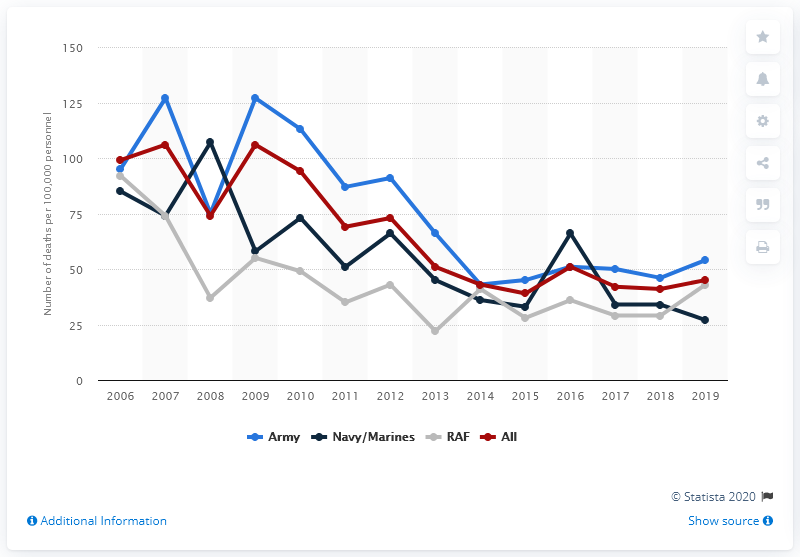 150
125
100
75
50
25
0
Number of deaths per 100,000 personnel
2006 2007 2008 2009 2010 2011 2012 2013 2014 2015 2016 2017 2018 2019
Army Navy/Marines RAF All
© Statista 2020
Additional Information Show source